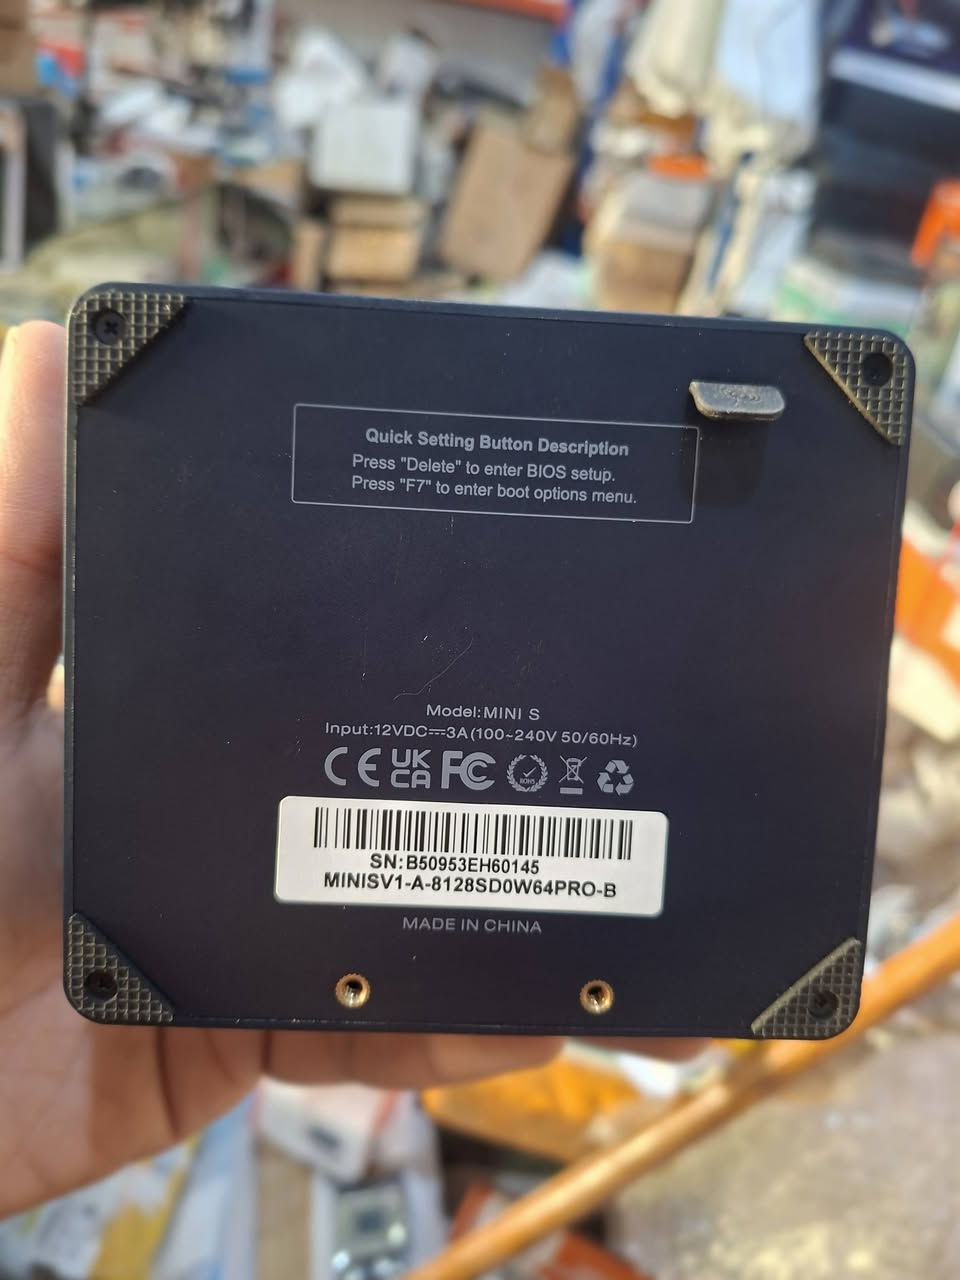 Quick Setting Button Description
Press "Delete" to enter BIOS setup.
Press "F7" to enter boot options menu.
Model:MINI S
Input:12VDC⎓3A(100~240V 50/60Hz)
CE UK CA FC ROHS
SN:B50953EH60145
MINISV1-A-8128SD0W64PRO-B
MADE IN CHINA